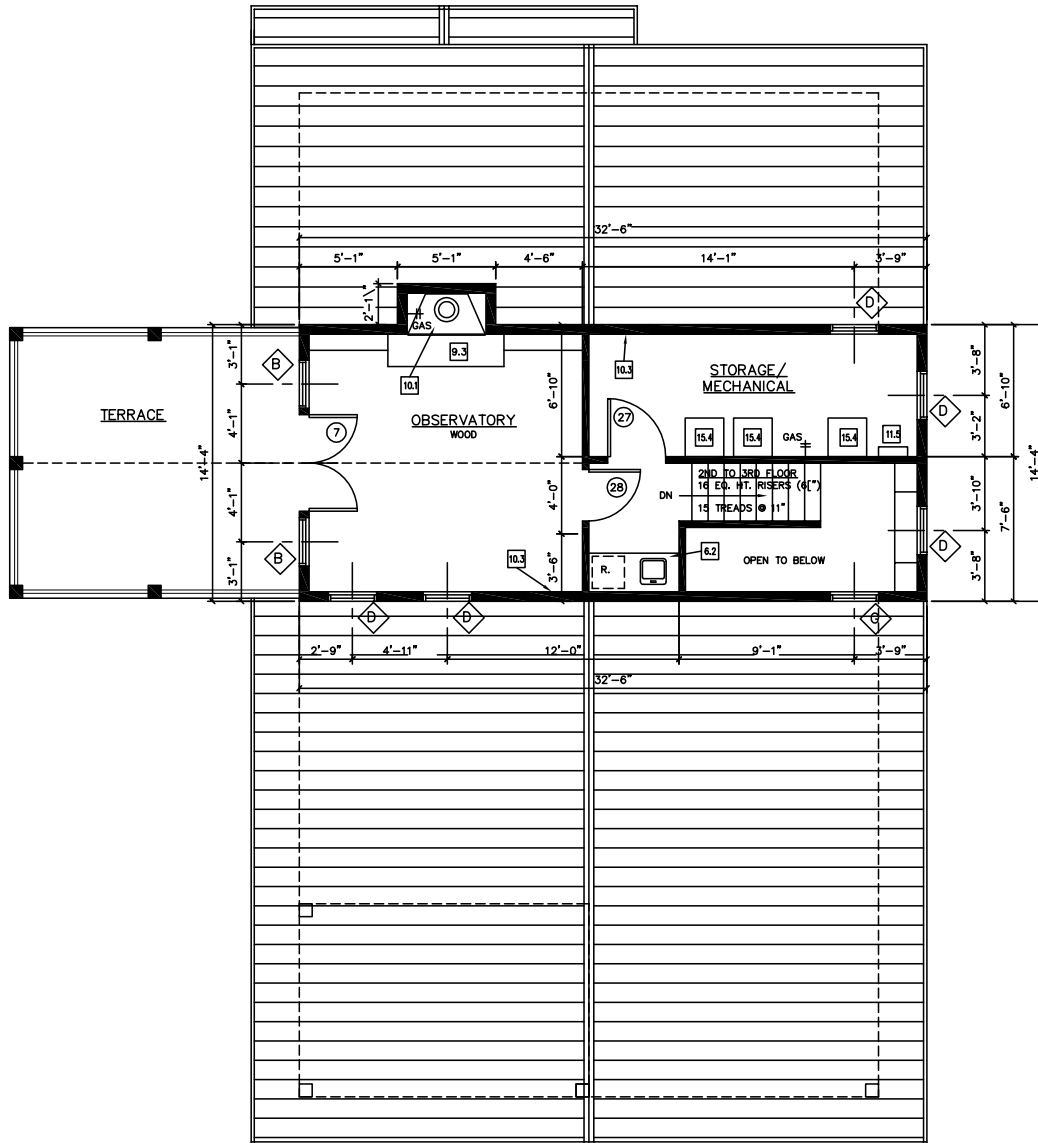 32'-6"
5'-1"
5'-1"
4'-6"
14'-1"
3'-9"
2'-1"
D
GAS
3'-1"
B
9.3
10.3
3'-8"
10.1
STORAGE/
MECHANICAL
6'-10"
6'-10"
TERRACE
OBSERVATORY
WOOD
27
D
7
15.4
15.4
GAS
15.4
11.5
3'-2"
4'-1"
14'-4"
14'-4"
2ND TO 3RD FLOOR
16 EQ. HT. RISERS (6[")
15 TREADS @ 11"
28
DN
4'-0"
3'-10"
7'-6"
4'-1"
D
B
6.2
OPEN TO BELOW
R.
10.3
3'-6"
3'-8"
3'-1"
D
D
G
2'-9"
4'-11"
12'-0"
9'-1"
3'-9"
32'-6"